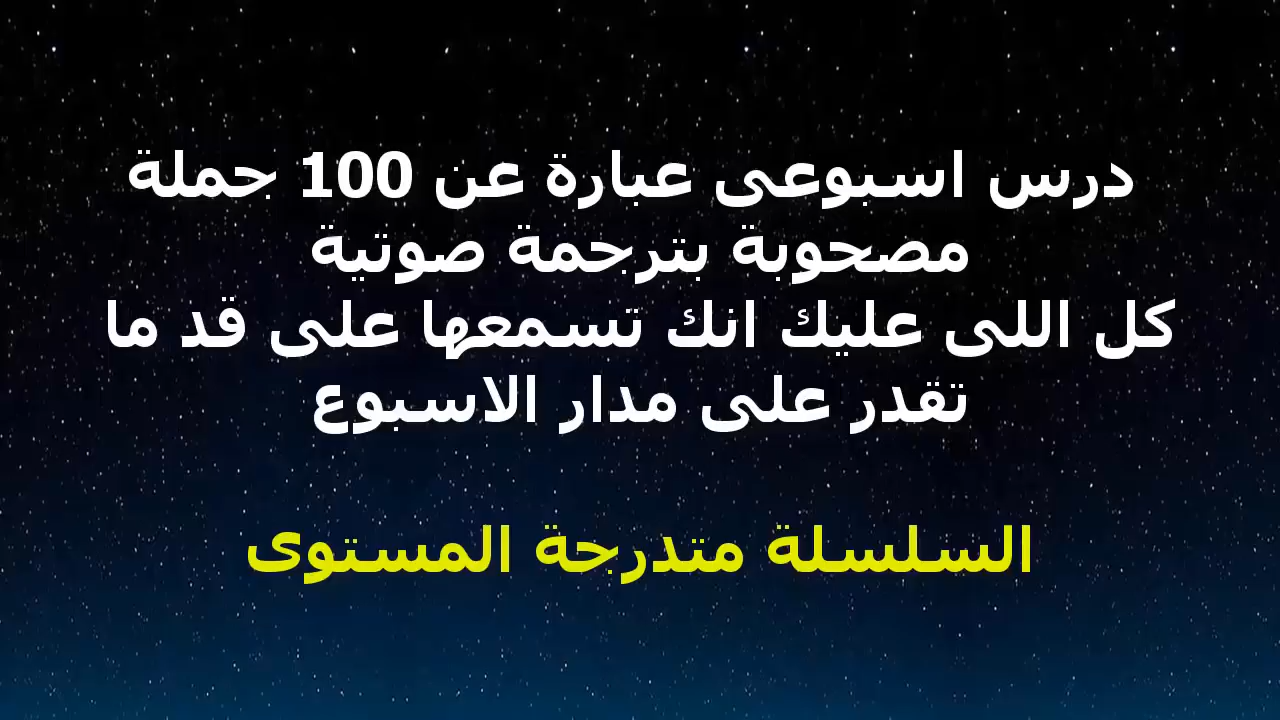 درس اسبوعى عبارة عن 100 جملة
مصحوبة بترجمة صوتية
كل اللى عليك انك تسمعها على قد ما
تقدر على مدار الاسبوع
السلسلة متدرجة المستوى